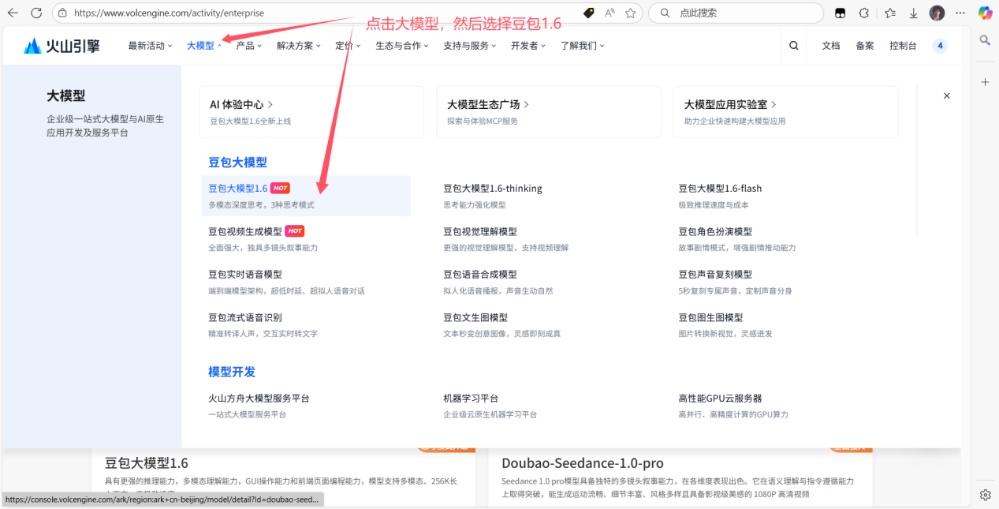 https://www.volcengine.com/activity/enterprise
点此搜索
点击大模型，然后选择豆包1.6
火山引擎
最新活动 大模型 产品 解决方案 定价 生态与合作 支持与服务 开发者 了解我们 文档 备案 控制台 4
大模型
企业级一站式大模型与AI原生
应用开发及服务平台
AI 体验中心
豆包大模型1.6全新上线
大模型生态广场
探索与体验MCP服务
大模型应用实验室
助力企业快速构建大模型应用
豆包大模型
豆包大模型1.6 HOT
多模态深度思考，3种思考模式
豆包大模型1.6-thinking
思考能力强化模型
豆包大模型1.6-flash
极致推理速度与成本
豆包视频生成模型 HOT
全面强大，独具多镜头叙事能力
豆包视觉理解模型
更强的视觉理解模型，支持视频理解
豆包角色扮演模型
故事剧情模式，增强剧情推动能力
豆包实时语音模型
端到端模型架构，超低时延、超拟人语音对话
豆包语音合成模型
拟人化语音播报，声音生动自然
豆包声音复刻模型
5秒复刻专属声音，定制声音分身
豆包流式语音识别
精准转译人声，交互实时转文字
豆包文生图模型
文本秒变创意图像，灵感即刻成真
豆包图生图模型
图片转换新视觉，灵感迸发
模型开发
火山方舟大模型服务平台
一站式大模型服务平台
机器学习平台
企业级云原生机器学习平台
高性能GPU云服务器
高并行、高精度计算的GPU算力
豆包大模型1.6
具有更强的推理能力，多模态理解能力，GUI操作能力和前端页面编程能力，模型支持多模态、256K长
Doubao-Seedance-1.0-pro
Seedance 1.0 pro模型具备独特的多镜头叙事能力，在各维度表现出色。它在语义理解与指令遵循能力
上取得突破，能生成运动流畅、细节丰富、风格多样且具备影视级美感的 1080P 高清视频
https://console.volcengine.com/ark/region:ark+cn-beijing/model/detail?Id=doubao-seed...